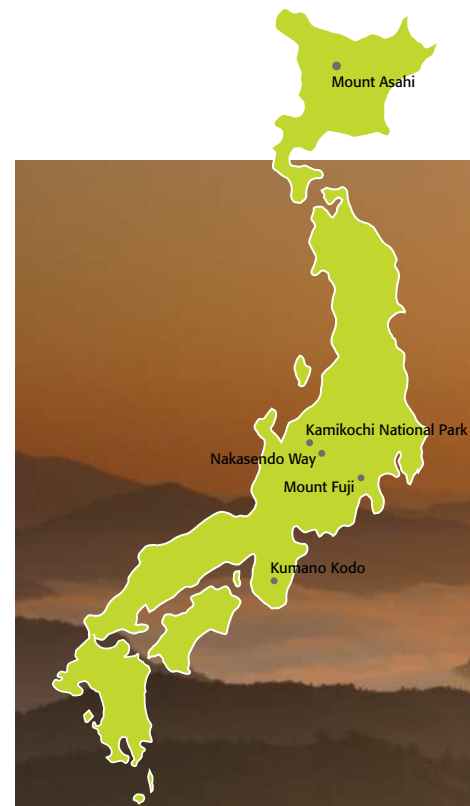 Mount Asahi
Kamikochi National Park
Nakasendo Way
Mount Fuji
Kumano Kodo